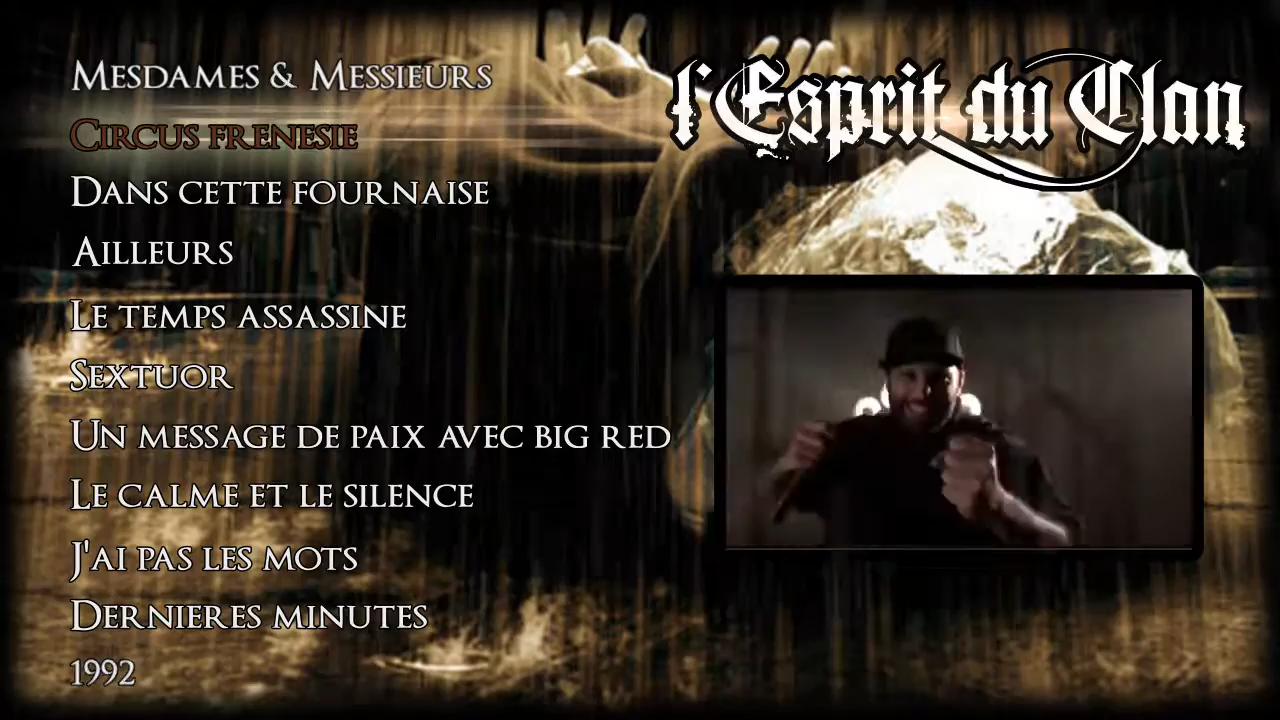 Mesdames & Messieurs
Circus frenesie
Dans cette fournaise
Ailleurs
Le temps assassine
Sextuor
Un message de paix avec Big Red
Le calme et le silence
J'ai pas les mots
Dernieres minutes
1992
l'Esprit du Clan